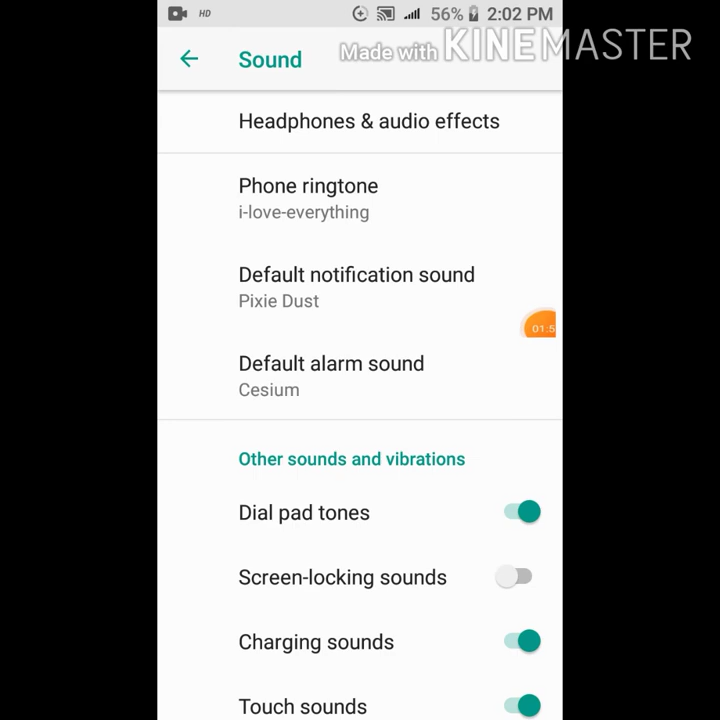 HD 56% 2:02 PM
Sound
Made with KINEMASTER
Headphones & audio effects
Phone ringtone
i-love-everything
Default notification sound
Pixie Dust
01:5
Default alarm sound
Cesium
Other sounds and vibrations
Dial pad tones
Screen-locking sounds
Charging sounds
Touch sounds